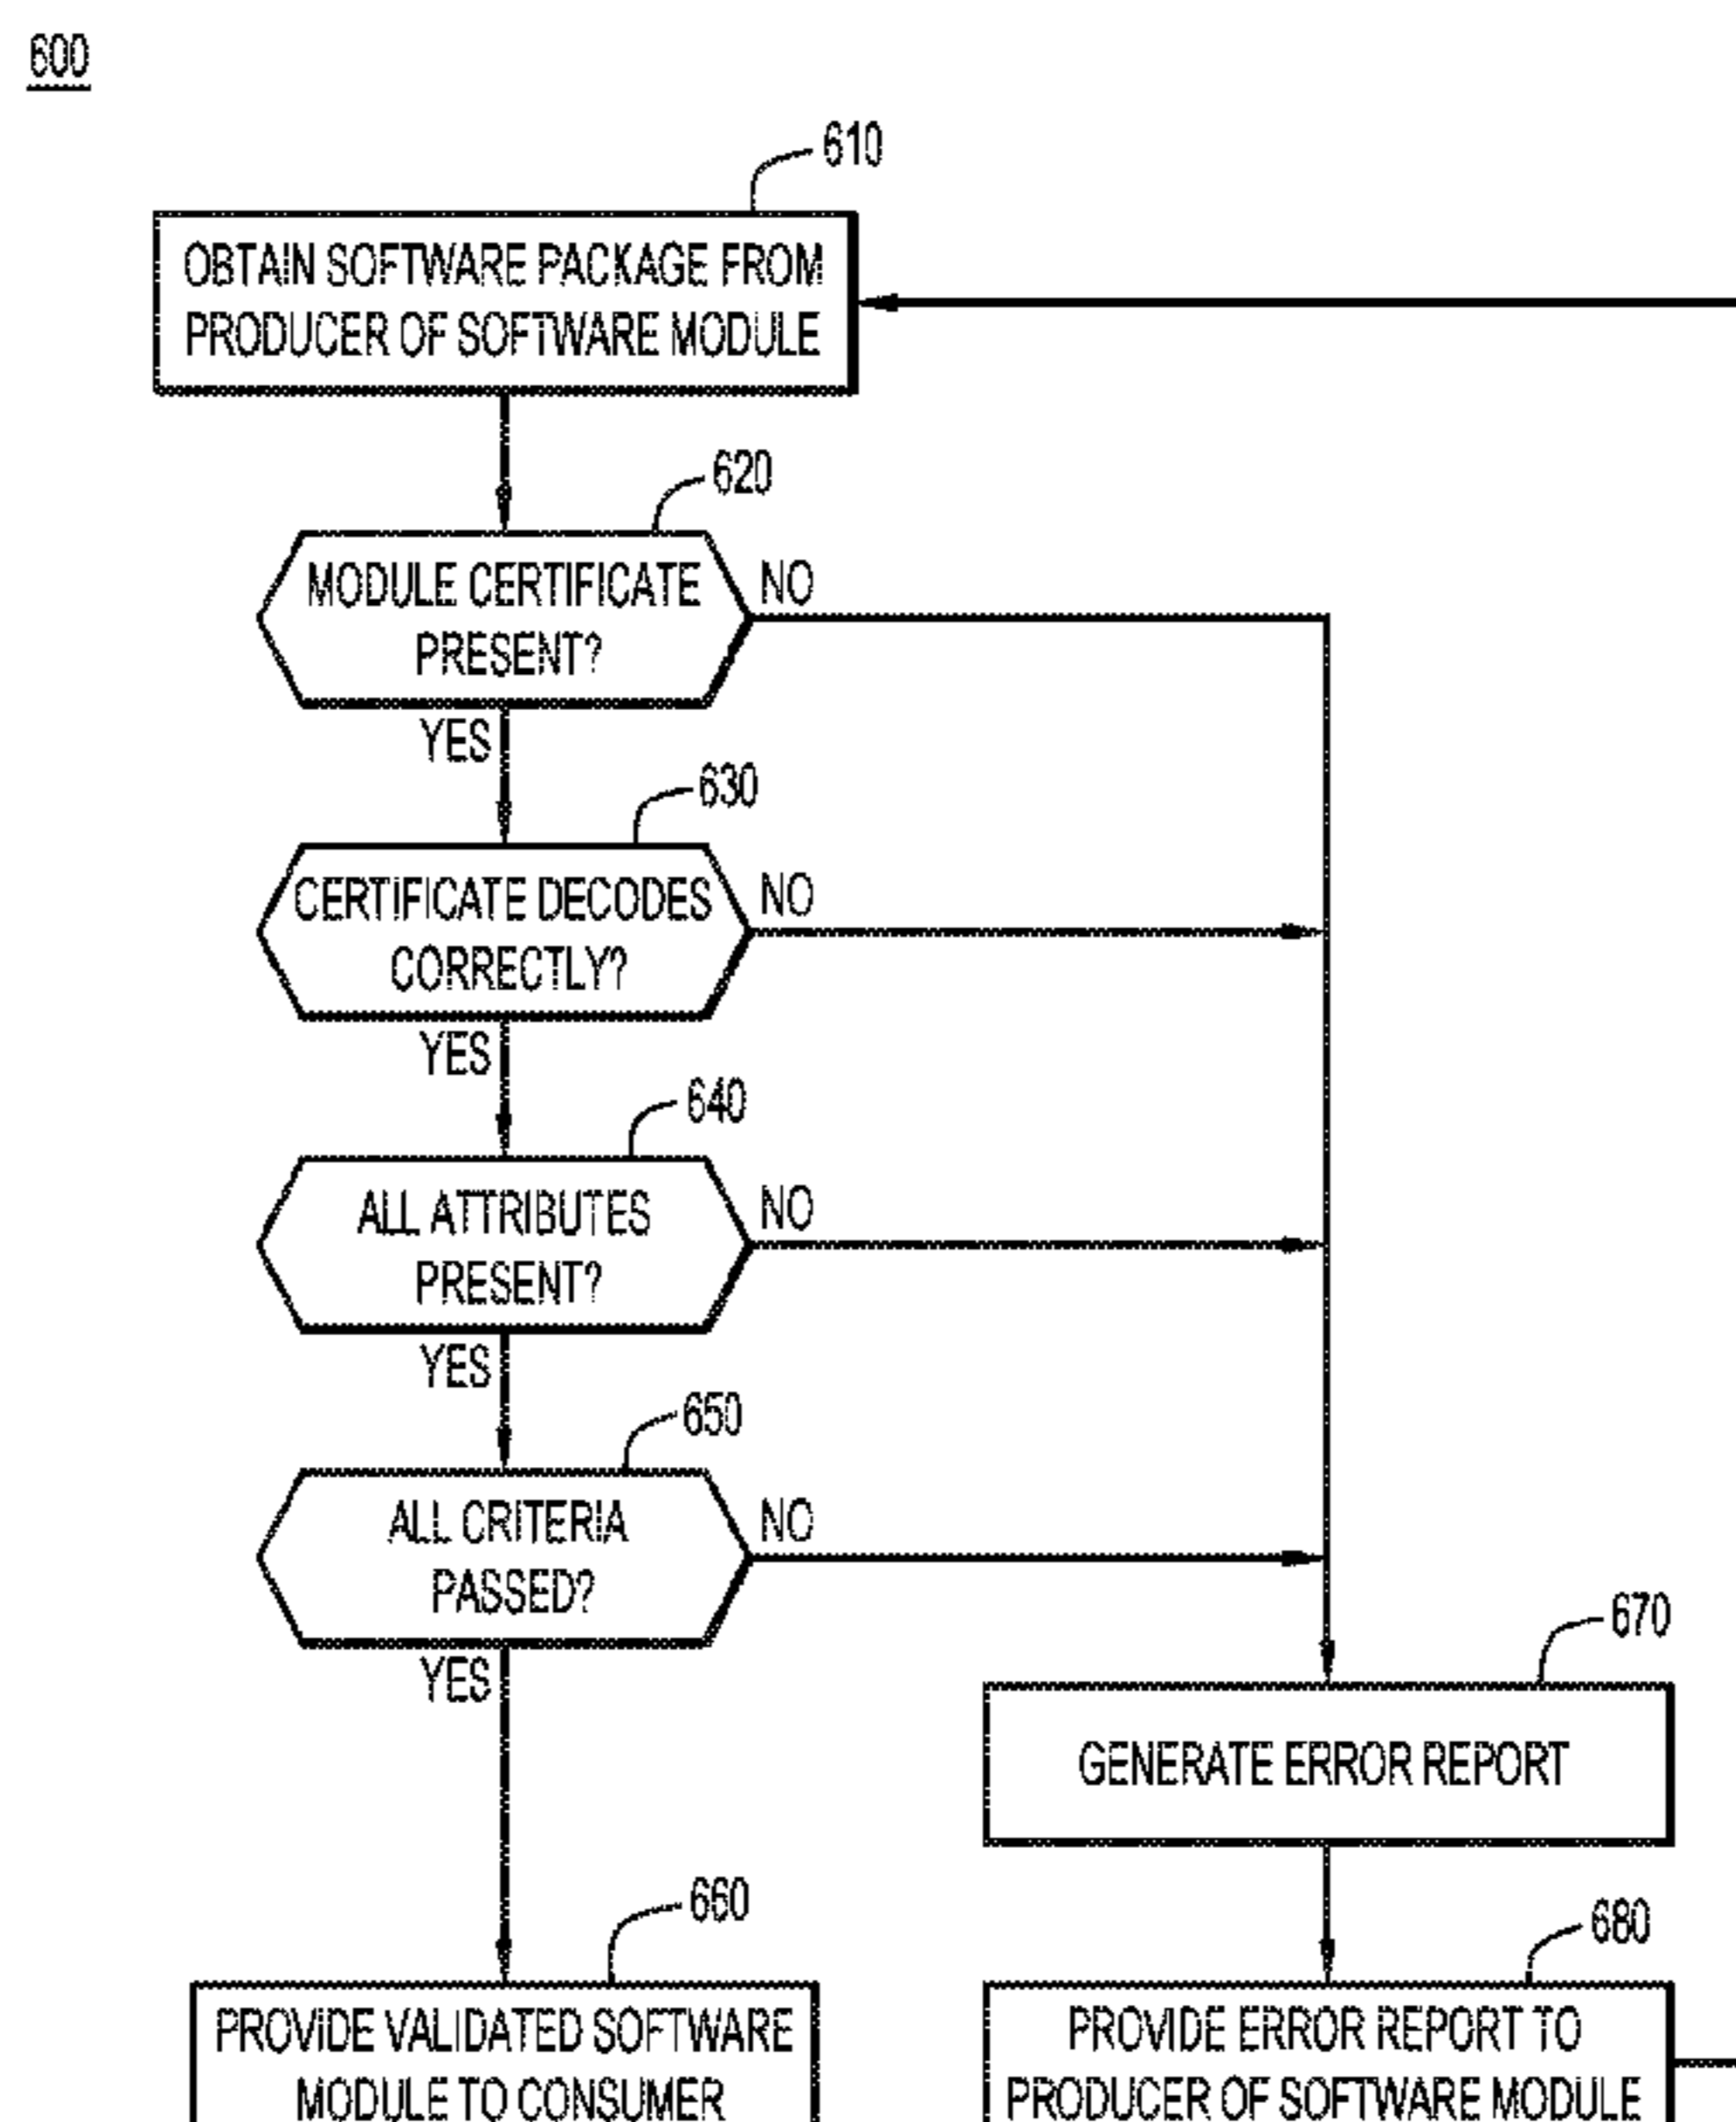 600
610
OBTAIN SOFTWARE PACKAGE FROM
PRODUCER OF SOFTWARE MODULE
620
MODULE CERTIFICATE
PRESENT?
NO
YES
630
CERTIFICATE DECODES
CORRECTLY?
NO
YES
640
ALL ATTRIBUTES
PRESENT?
NO
YES
650
ALL CRITERIA
PASSED?
NO
YES
670
GENERATE ERROR REPORT
660
PROVIDE VALIDATED SOFTWARE
MODULE TO CONSUMER
680
PROVIDE ERROR REPORT TO
PRODUCER OF SOFTWARE MODULE